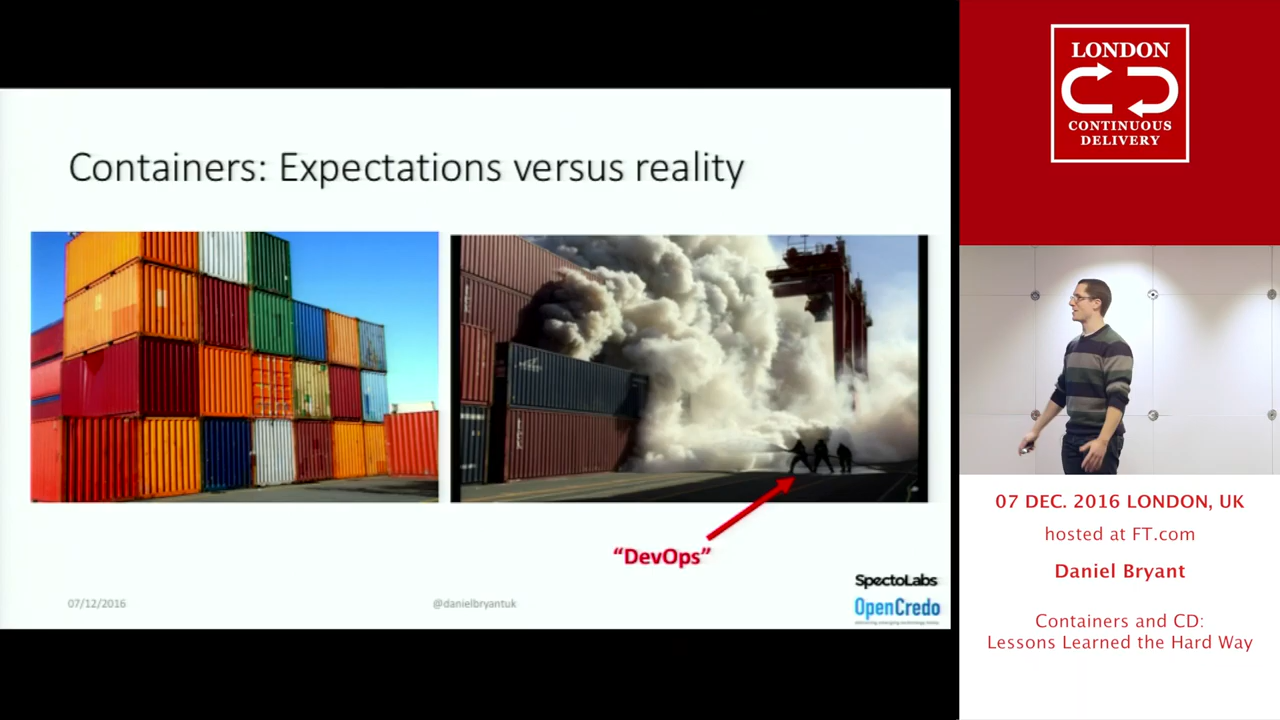 Containers: Expectations versus reality
“DevOps”
07/12/2016
@danielbryantuk
SpectoLabs
OpenCredo
LONDON
CONTINUOUS
DELIVERY
07 DEC. 2016 LONDON, UK
hosted at FT.com
Daniel Bryant
Containers and CD:
Lessons Learned the Hard Way